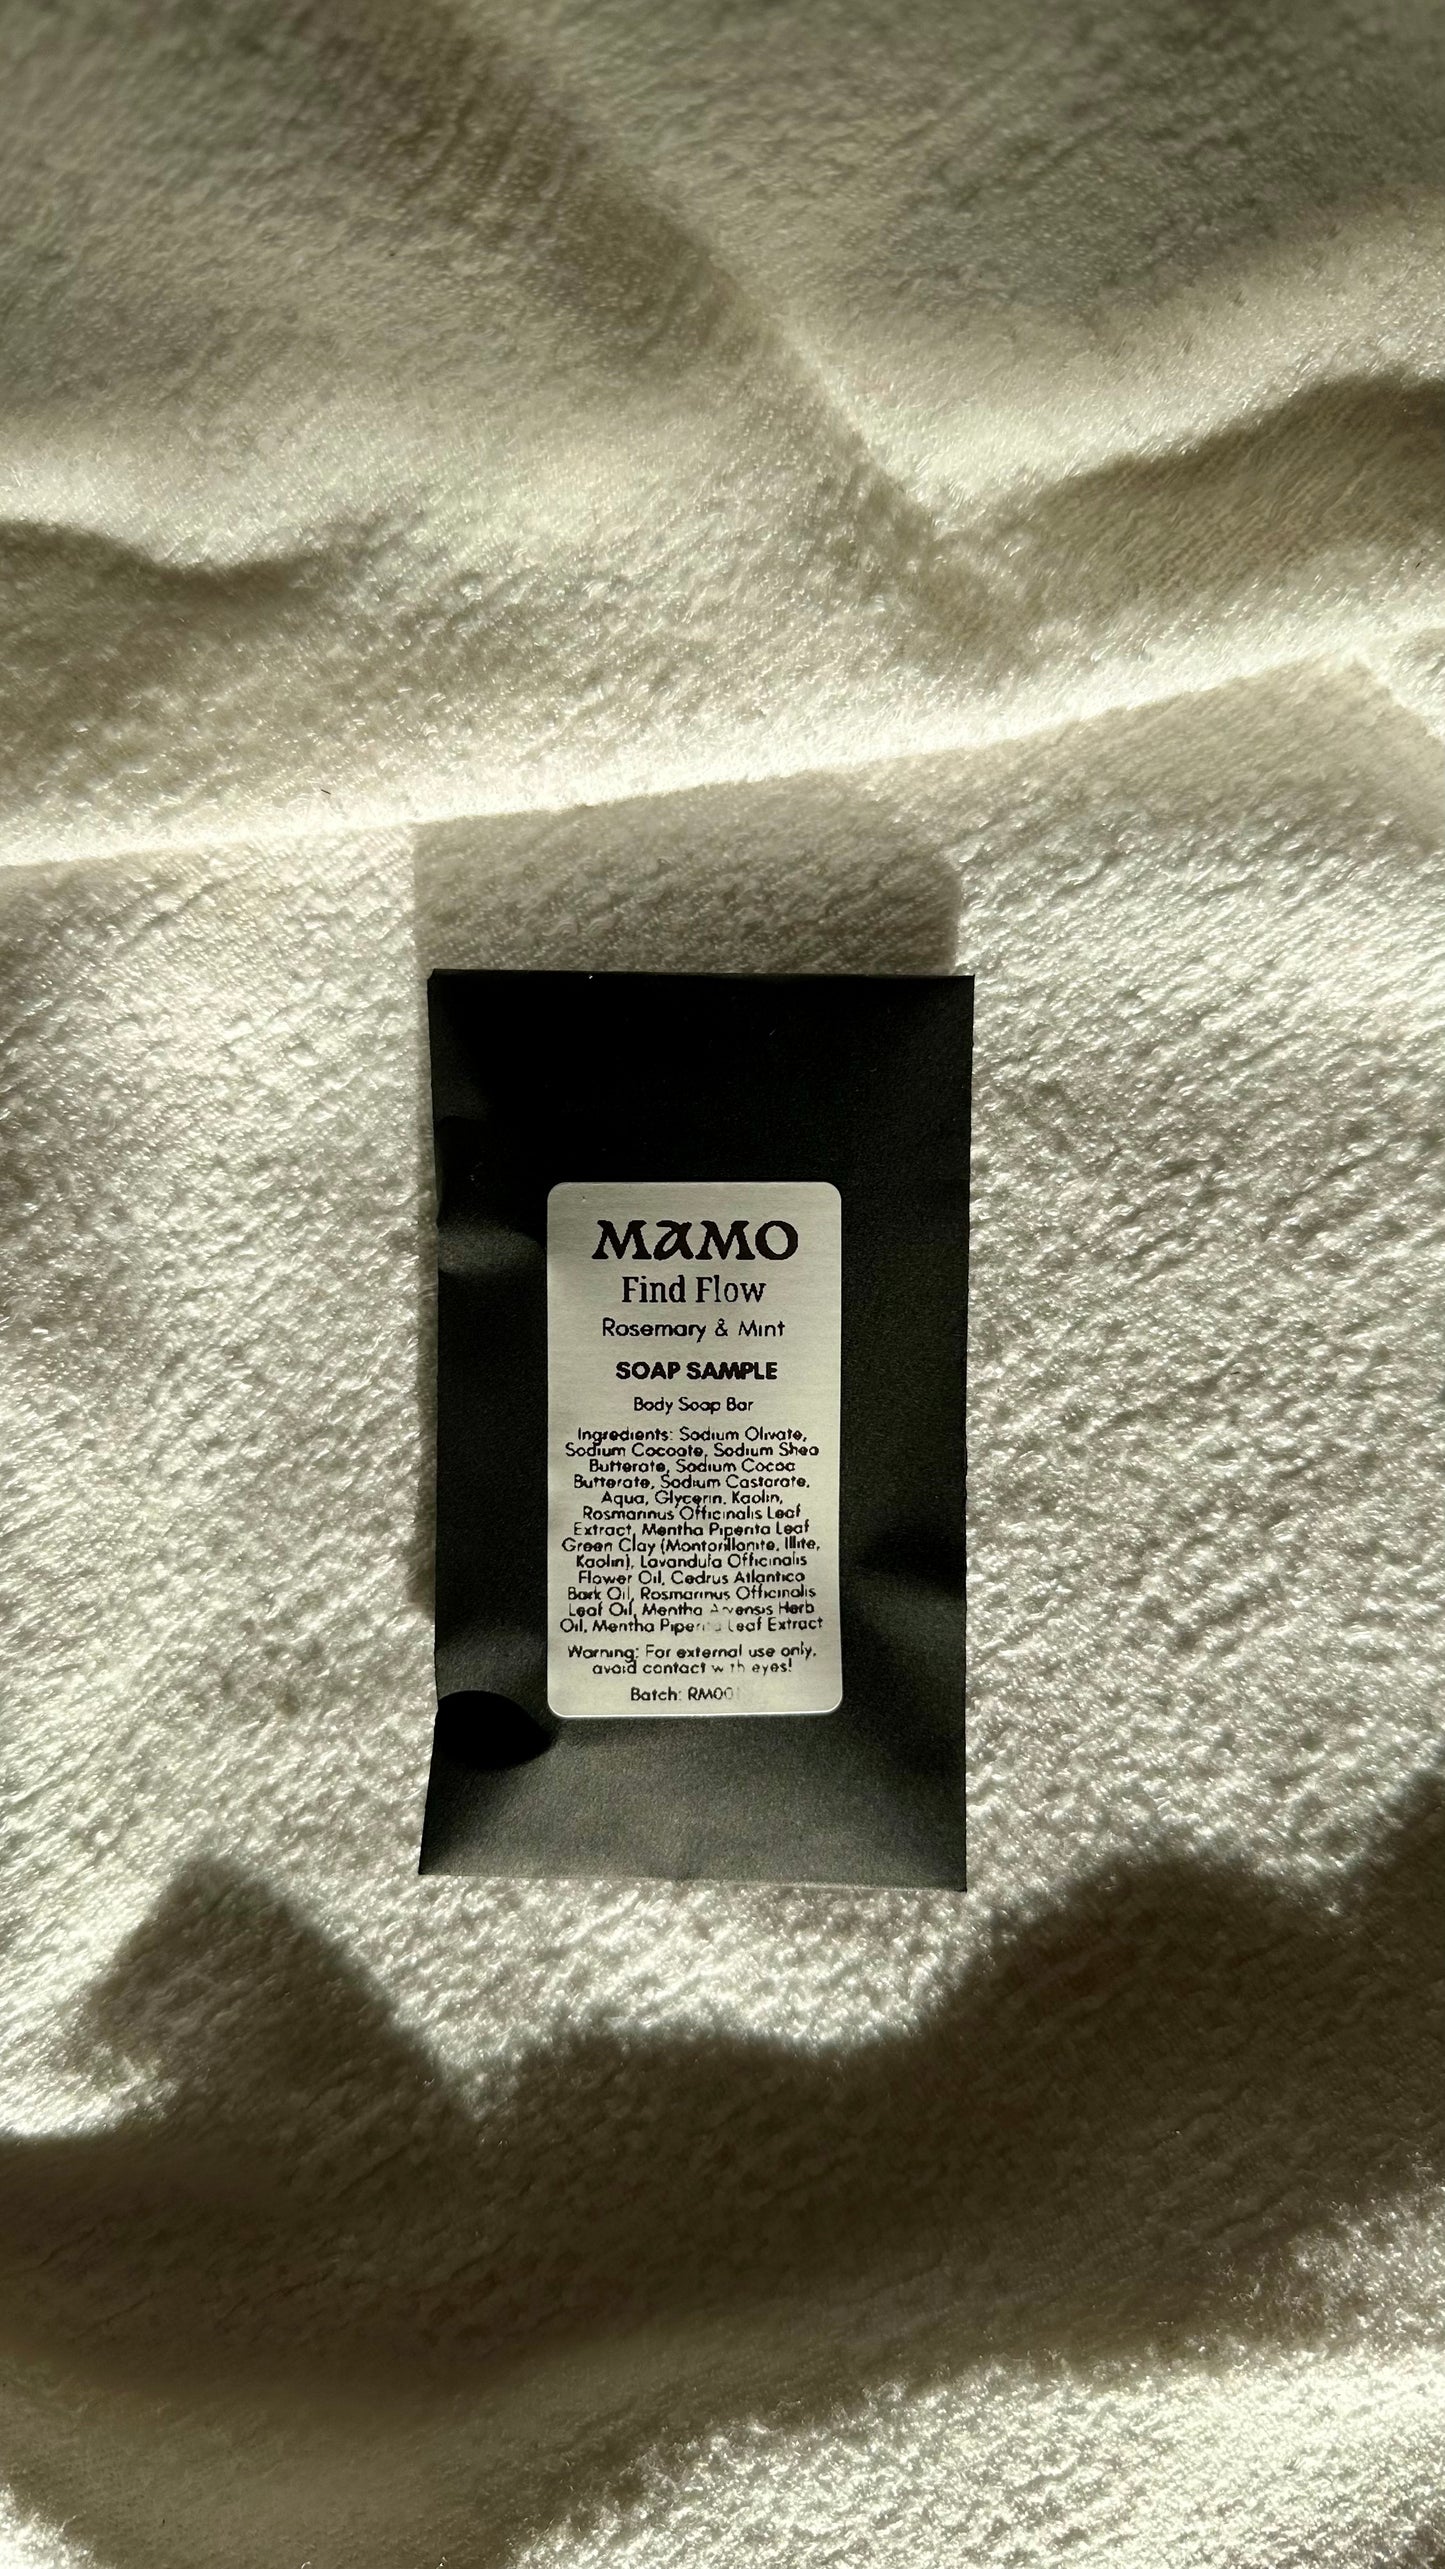 MAMO
Find Flow
Rosemary & Mint
SOAP SAMPLE
Body Soap Bar
Ingredients: Sodium Olivate,
Sodium Cocoate, Sodium Shea
Butterate, Sodium Cocoa
Butterate, Sodium Castorate,
Aqua, Glycerin, Kaolin,
Rosmarinus Officinalis Leaf
Extract, Mentha Piperita Leaf
Green Clay (Montorillonite, Illite,
Kaolin), Lavandula Officinalis
Flower Oil, Cedrus Atlantica
Bark Oil, Rosmarinus Officinalis
Leaf Oil, Mentha Arvensis Herb
Oil, Mentha Piperita Leaf Extract
Warning: For external use only,
avoid contact with eyes!
Batch: